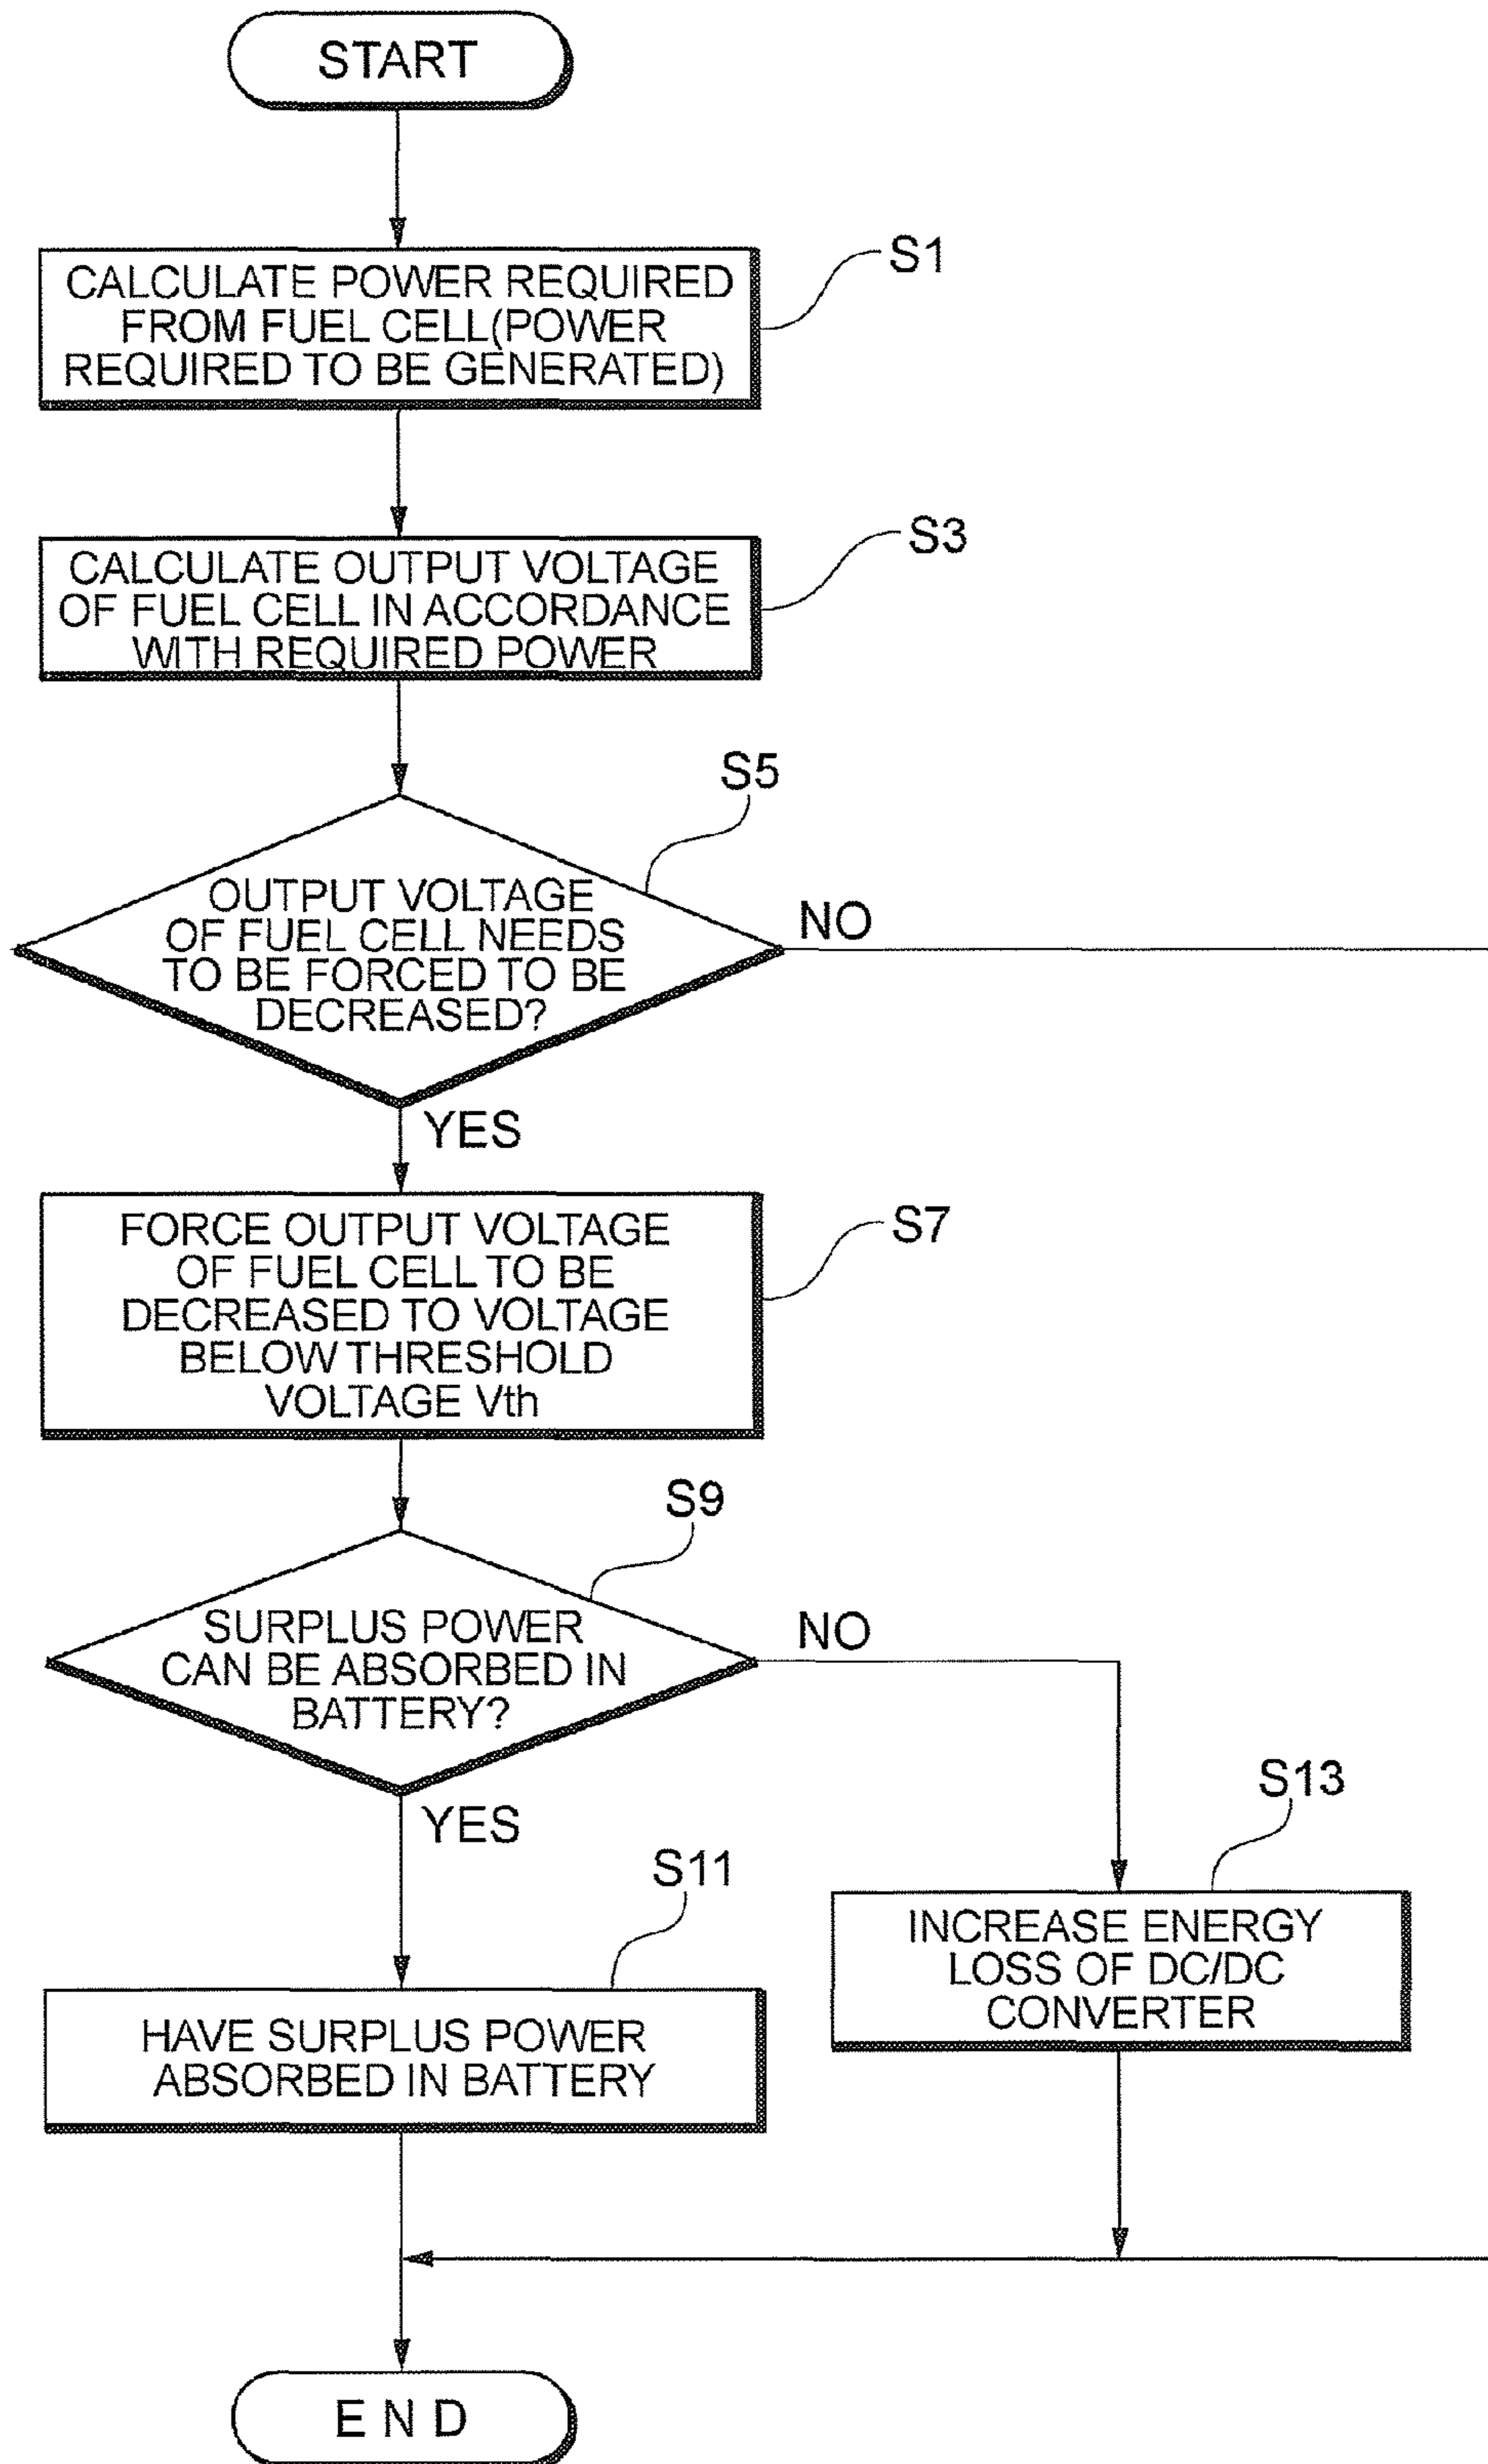 START
S1
CALCULATE POWER REQUIRED
FROM FUEL CELL(POWER
REQUIRED TO BE GENERATED)
S3
CALCULATE OUTPUT VOLTAGE
OF FUEL CELL IN ACCORDANCE
WITH REQUIRED POWER
S5
OUTPUT VOLTAGE
OF FUEL CELL NEEDS
TO BE FORCED TO BE
DECREASED?
NO
YES
S7
FORCE OUTPUT VOLTAGE
OF FUEL CELL TO BE
DECREASED TO VOLTAGE
BELOW THRESHOLD
VOLTAGE Vth
S9
SURPLUS POWER
CAN BE ABSORBED IN
BATTERY?
NO
YES
S11
HAVE SURPLUS POWER
ABSORBED IN BATTERY
S13
INCREASE ENERGY
LOSS OF DC/DC
CONVERTER
END